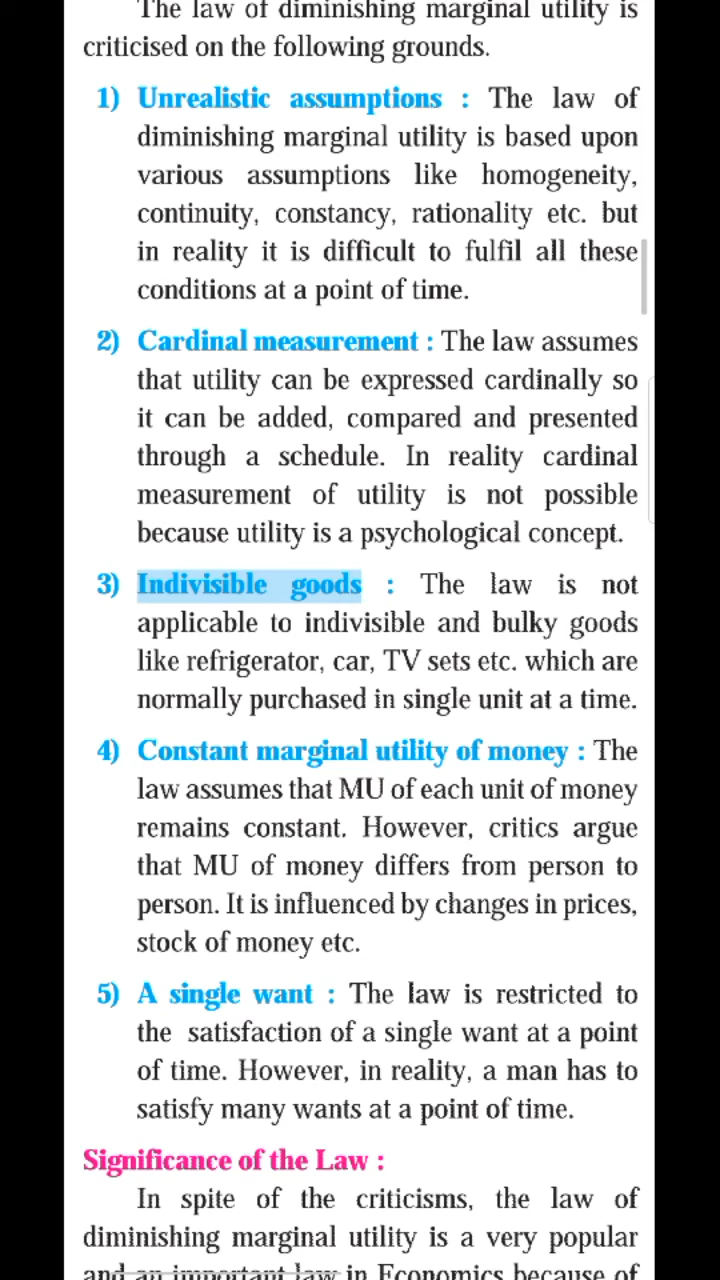 The law of diminishing marginal utility is
criticised on the following grounds.
1) Unrealistic assumptions : The law of
diminishing marginal utility is based upon
various assumptions like homogeneity,
continuity, constancy, rationality etc. but
in reality it is difficult to fulfil all these
conditions at a point of time.
2) Cardinal measurement : The law assumes
that utility can be expressed cardinally so
it can be added, compared and presented
through a schedule. In reality cardinal
measurement of utility is not possible
because utility is a psychological concept.
3) Indivisible goods : The law is not
applicable to indivisible and bulky goods
like refrigerator, car, TV sets etc. which are
normally purchased in single unit at a time.
4) Constant marginal utility of money : The
law assumes that MU of each unit of money
remains constant. However, critics argue
that MU of money differs from person to
person. It is influenced by changes in prices,
stock of money etc.
5) A single want : The law is restricted to
the satisfaction of a single want at a point
of time. However, in reality, a man has to
satisfy many wants at a point of time.
Significance of the Law :
In spite of the criticisms, the law of
diminishing marginal utility is a very popular
and an important law in Economics because of